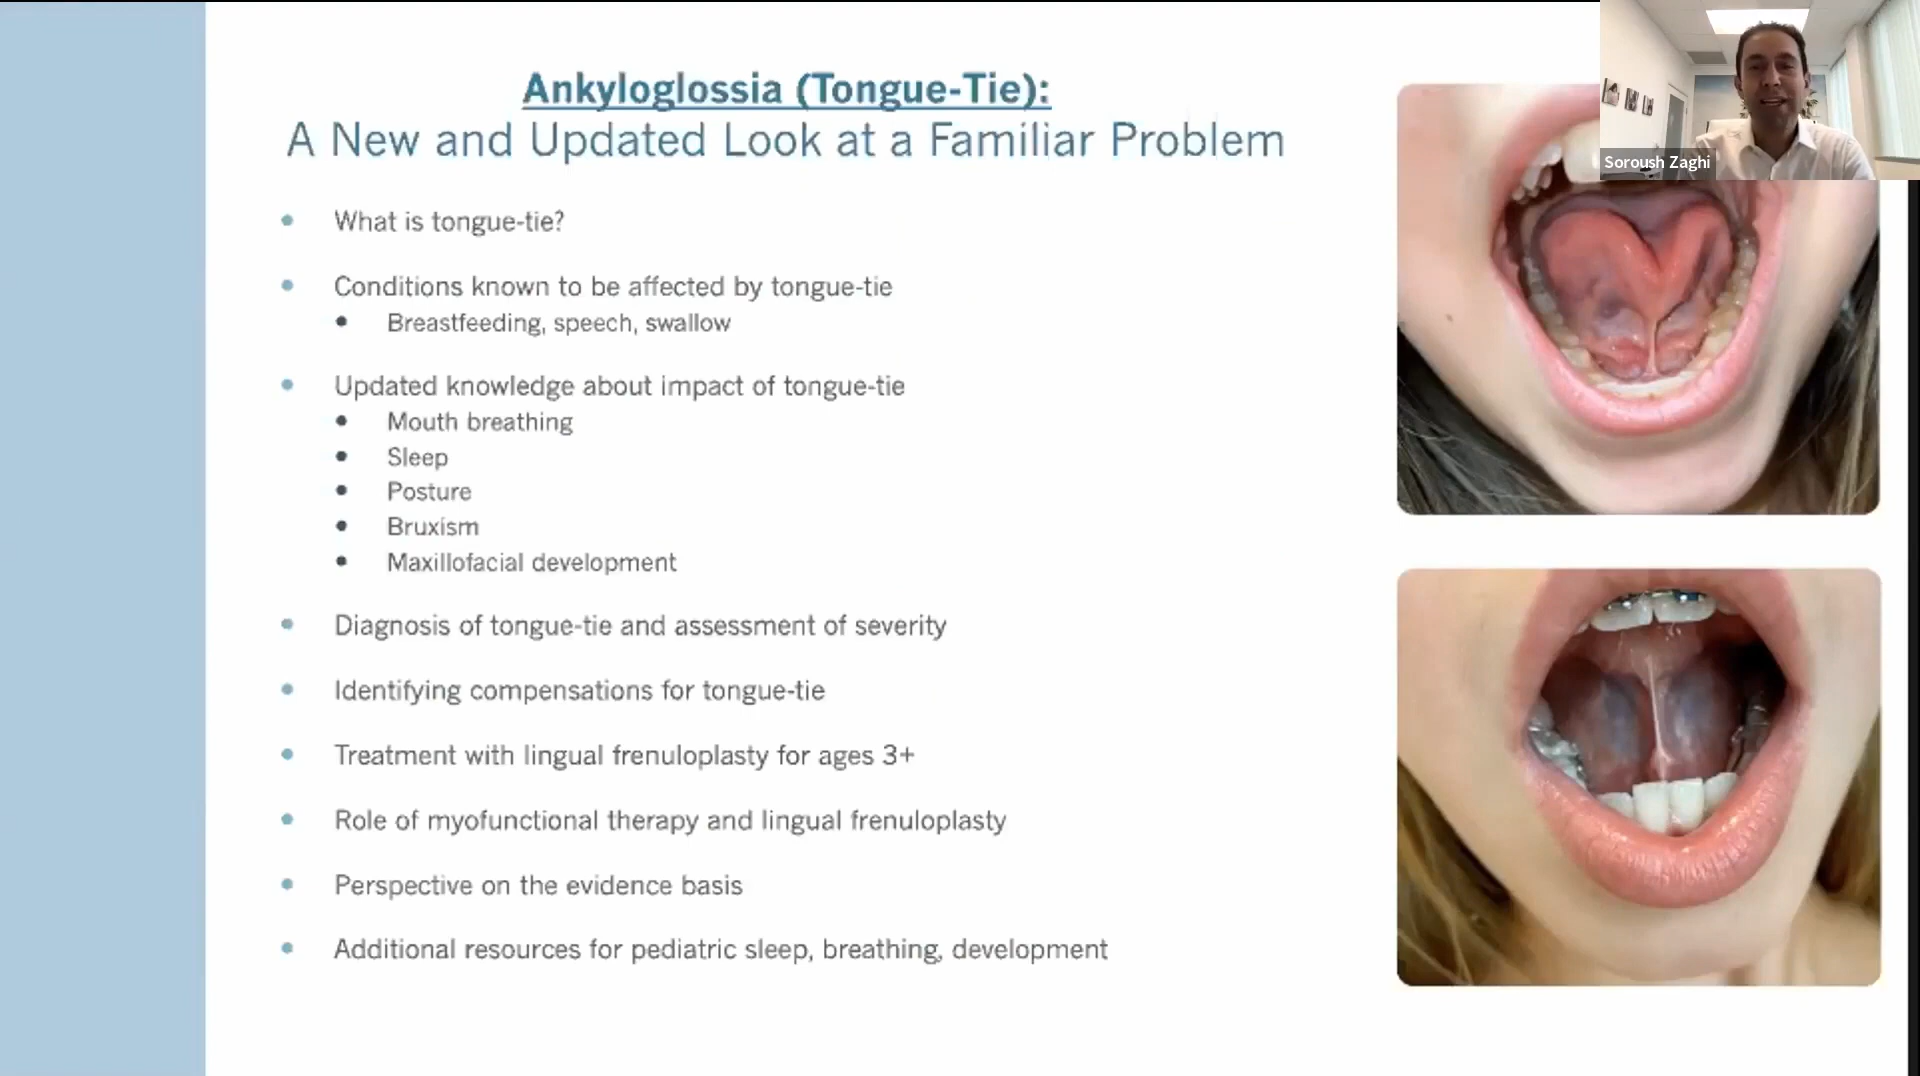 Ankyloglossia (Tongue-Tie):
A New and Updated Look at a Familiar Problem
Soroush Zaghi
• What is tongue-tie?
• Conditions known to be affected by tongue-tie
• Breastfeeding, speech, swallow
• Updated knowledge about impact of tongue-tie
• Mouth breathing
• Sleep
• Posture
• Bruxism
• Maxillofacial development
• Diagnosis of tongue-tie and assessment of severity
• Identifying compensations for tongue-tie
• Treatment with lingual frenuloplasty for ages 3+
• Role of myofunctional therapy and lingual frenuloplasty
• Perspective on the evidence basis
• Additional resources for pediatric sleep, breathing, development